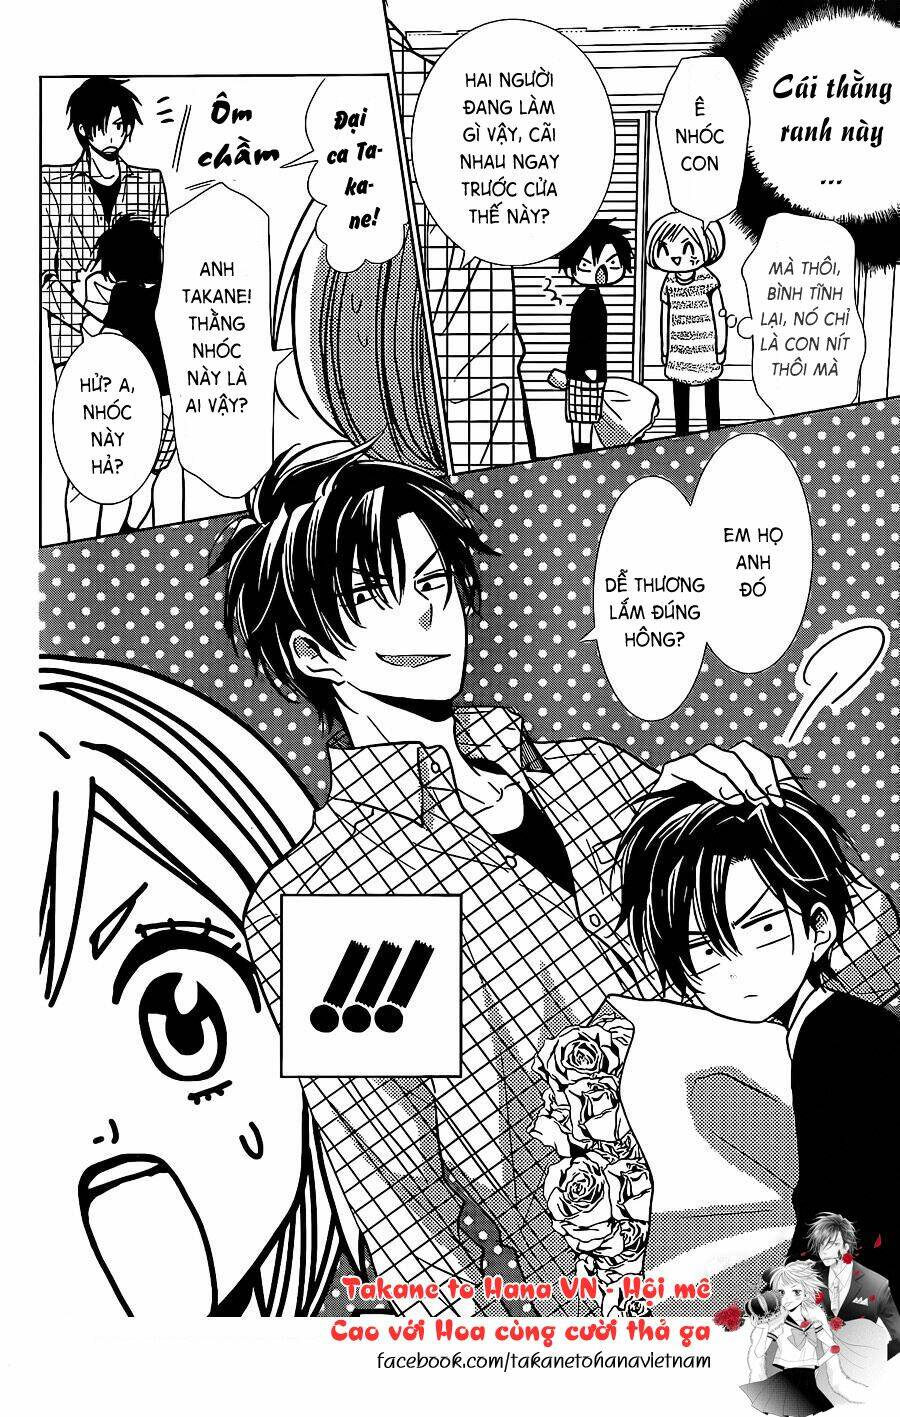 Cái thằng
ranh này
...
Ê
NHÓC
CON
MÀ THÔI,
BÌNH TĨNH
LẠI, NÓ CHỈ
LÀ CON NÍT
THÔI MÀ
HAI NGƯỜI
ĐANG LÀM
GÌ VẬY, CÃI
NHAU NGAY
TRƯỚC CỬA
THẾ NÀY?
Đại
ca Ta-
ka-
ne!
Ôm
chầm
ANH
TAKANE!
THẰNG
NHÓC
NÀY LÀ
AI VẬY?
HỬ? A,
NHÓC
NÀY
HẢ?
EM HỌ
ANH
ĐÓ
DỄ THƯƠNG
LẮM ĐÚNG
HÔNG?
?
!!!
Takane to Hana VN - Hội mê
Cao với Hoa cùng cười thả ga
facebook.com/takanetohanavietnam